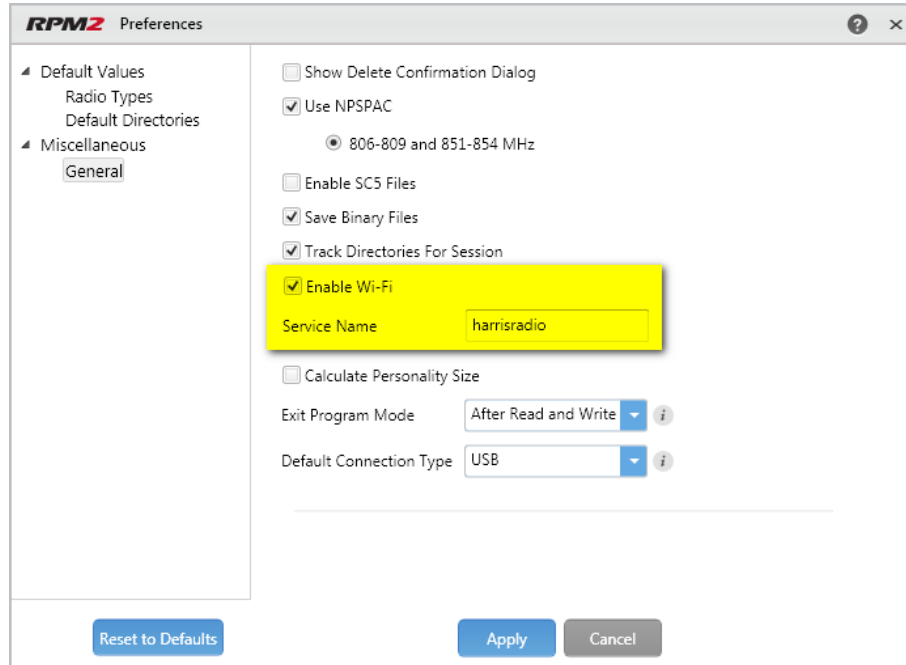 RPM2 Preferences
Default Values
Radio Types
Default Directories
Miscellaneous
General
Show Delete Confirmation Dialog
Use NPSPAC
806-809 and 851-854 MHz
Enable SC5 Files
Save Binary Files
Track Directories For Session
Enable Wi-Fi
Service Name harrisradio
Calculate Personality Size
Exit Program Mode After Read and Write
Default Connection Type USB
Reset to Defaults Apply Cancel